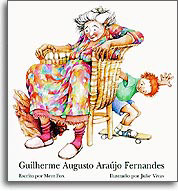 Guilherme Augusto Araújo Fernandes
Escrito por Mem Fox
Ilustrado por Julie Vivas